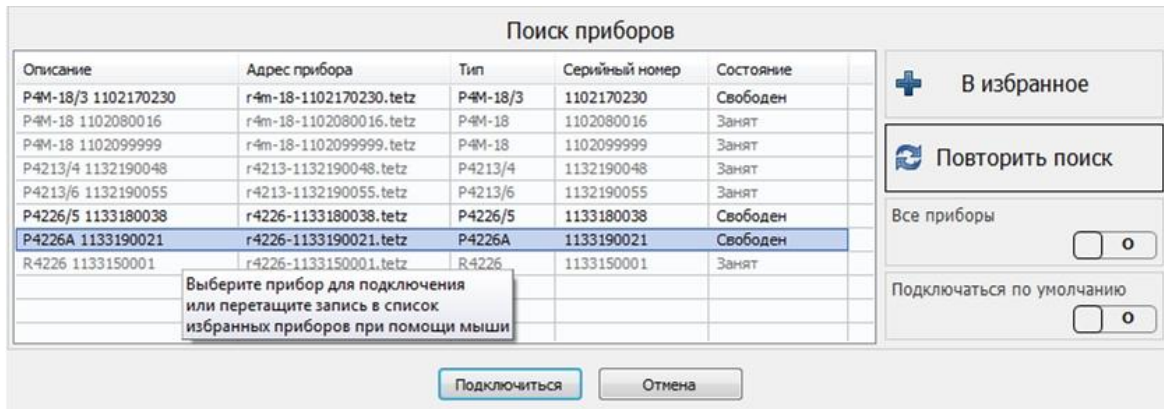 Поиск приборов
Описание Адрес прибора Тип Серийный номер Состояние
Р4М-18/3 1102170230 r4m-18-1102170230.tetz Р4М-18/3 1102170230 Свободен
Р4М-18 1102080016 r4m-18-1102080016.tetz Р4М-18 1102080016 Занят
Р4М-18 1102099999 r4m-18-1102099999.tetz Р4М-18 1102099999 Занят
Р4213/4 1132190048 r4213-1132190048.tetz Р4213/4 1132190048 Занят
Р4213/6 1132190055 r4213-1132190055.tetz Р4213/6 1132190055 Занят
Р4226/5 1133180038 r4226-1133180038.tetz Р4226/5 1133180038 Свободен
Р4226А 1133190021 r4226-1133190021.tetz Р4226А 1133190021 Свободен
R4226 1133150001 r4226-1133150001.tetz R4226 1133150001 Занят
Выберите прибор для подключения
или перетащите запись в список
избранных приборов при помощи мыши
В избранное
Повторить поиск
Все приборы
O
Подключаться по умолчанию
O
Подключиться Отмена